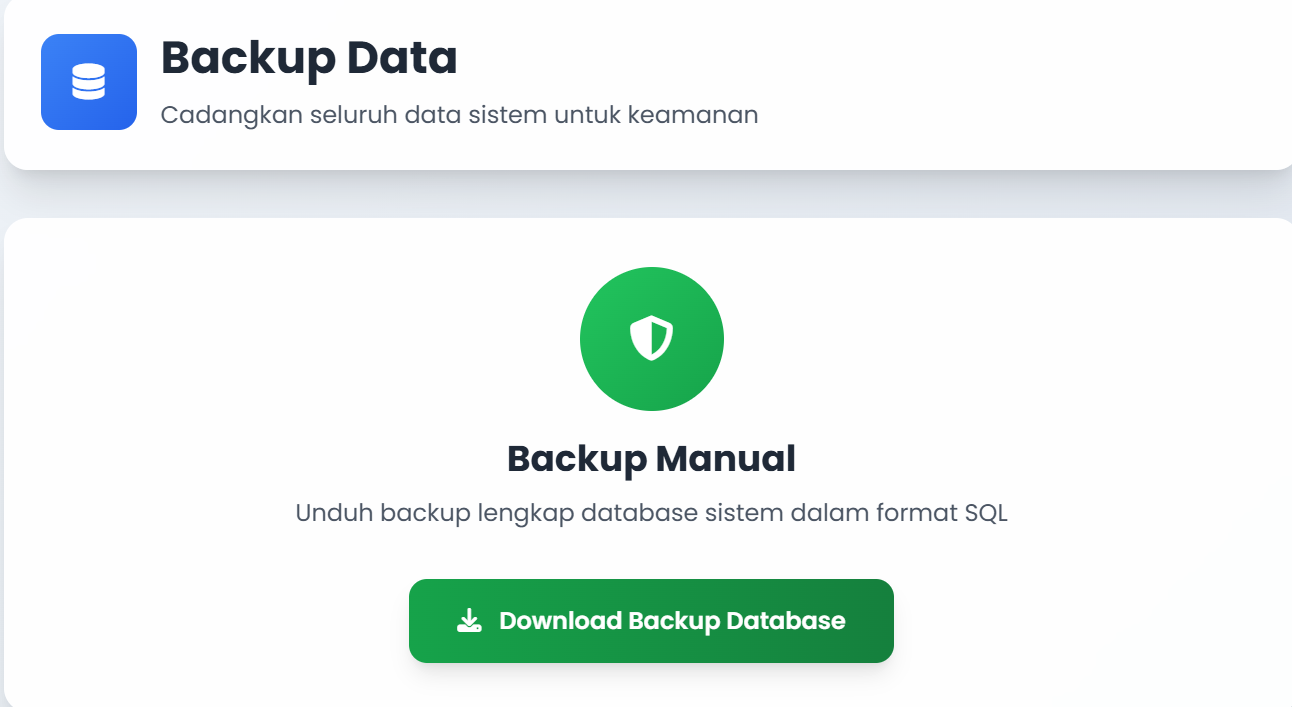 Backup Data
Cadangkan seluruh data sistem untuk keamanan
Backup Manual
Unduh backup lengkap database sistem dalam format SQL
Download Backup Database